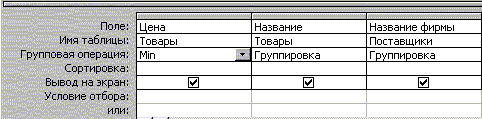 Поле: Цена Название Название фирмы
Имя таблицы: Товары Товары Поставщики
Групповая операция: Min Группировка Группировка
Сортировка:
Вывод на экран:
Условие отбора:
или: